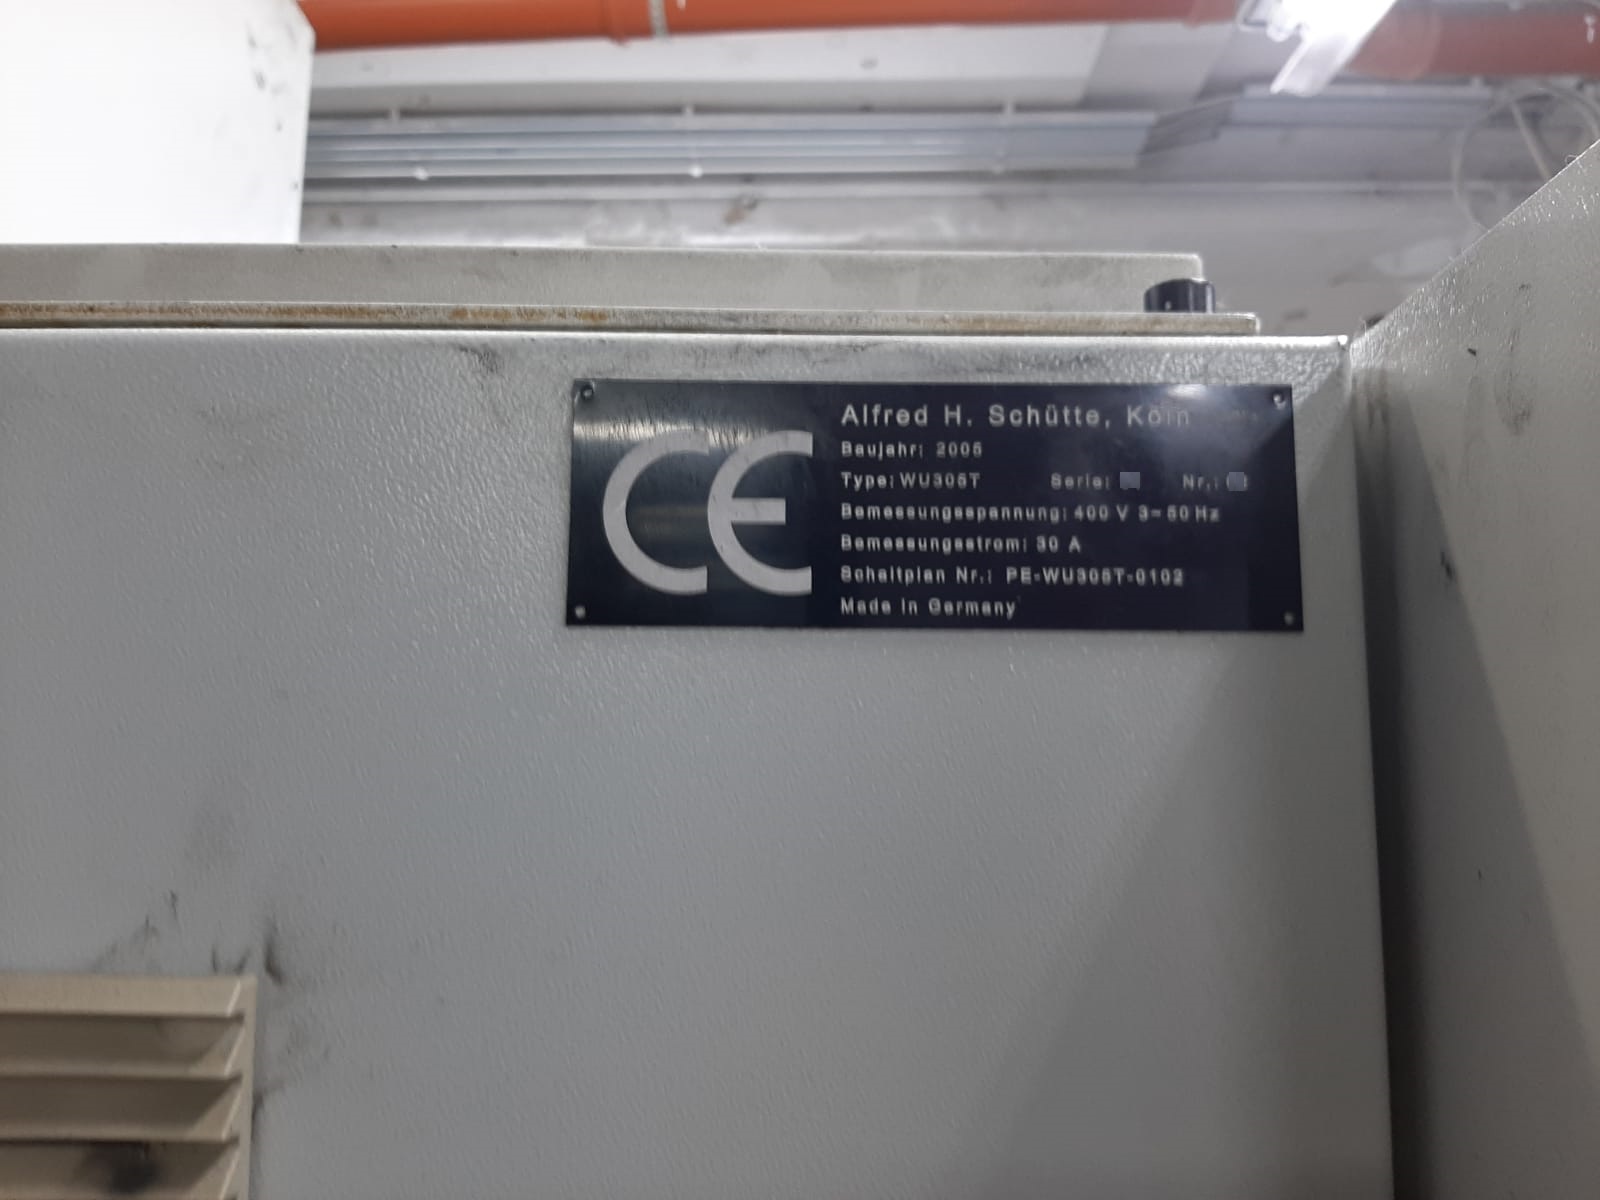 CE
Alfred H. Schütte, Köln
Baujahr: 2005
Type: WU305T Serie: Nr.:
Bemessungsspannung: 400 V 3~50 Hz
Bemessungsstrom: 30 A
Schaltplan Nr.: PE-WU305T-0102
Made in Germany